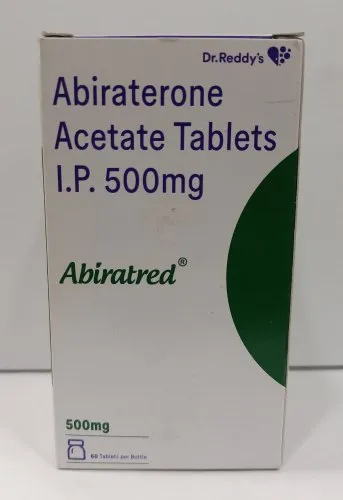 Dr.Reddy's
Abiraterone
Acetate Tablets
I.P. 500mg
Abiratred®
500mg
60 Tablets per Bottle